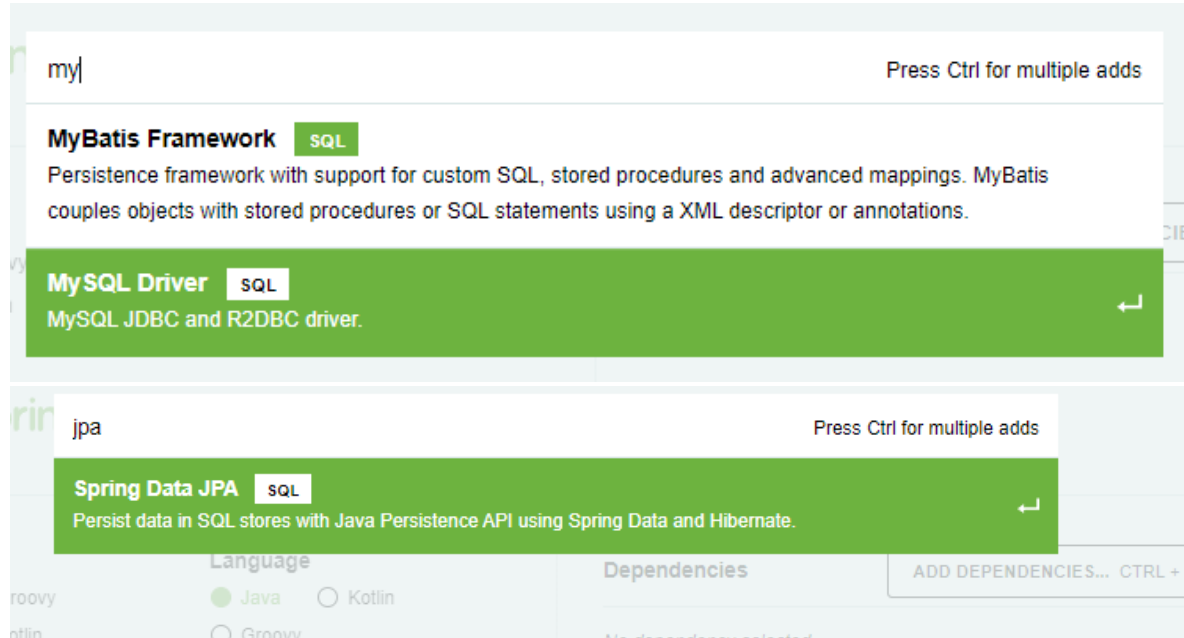 my
Press Ctrl for multiple adds
MyBatis Framework SQL
Persistence framework with support for custom SQL, stored procedures and advanced mappings. MyBatis
couples objects with stored procedures or SQL statements using a XML descriptor or annotations.
MySQL Driver SQL
MySQL JDBC and R2DBC driver.
jpa
Press Ctrl for multiple adds
Spring Data JPA SQL
Persist data in SQL stores with Java Persistence API using Spring Data and Hibernate.
Language
Dependencies
ADD DEPENDENCIES... CTRL +
Java
Kotlin
Groovy
No dependency selected